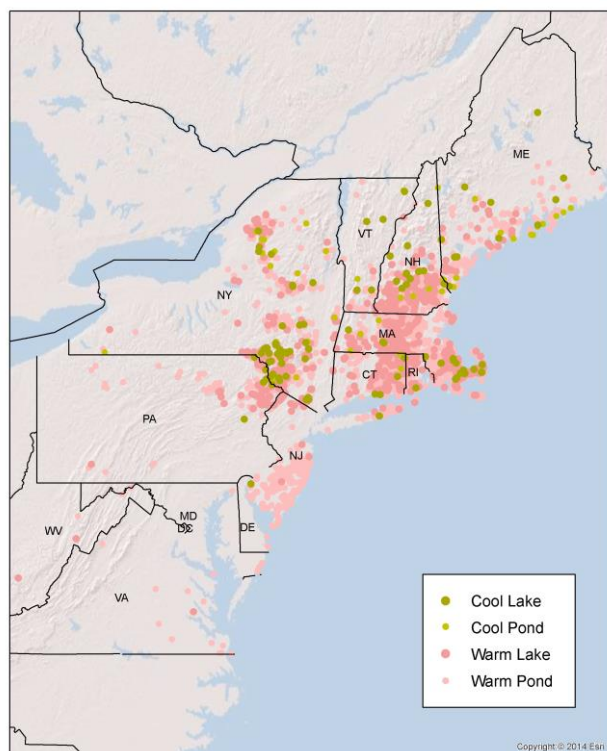 ME
VT
NH
NY
MA
CT
RI
PA
NJ
MD
WV
DC
DE
VA
Cool Lake
Cool Pond
Warm Lake
Warm Pond
Copyright © 2014 Esri